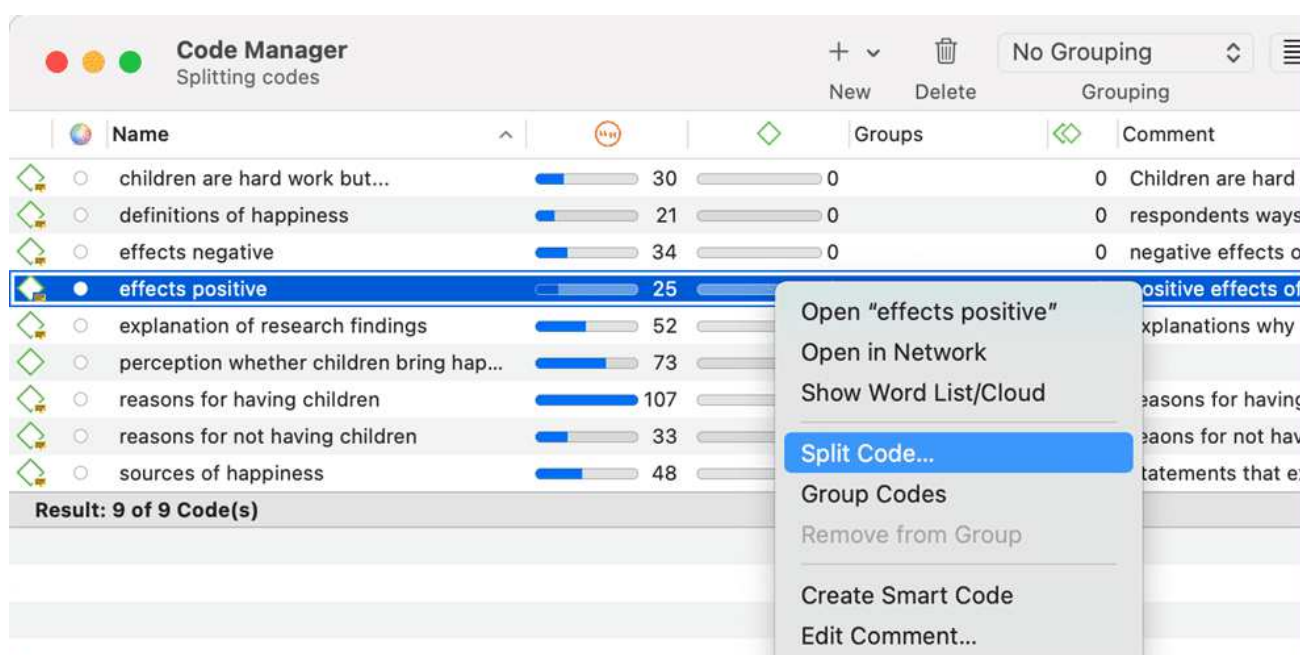 Code Manager
Splitting codes
New
Delete
No Grouping
Grouping
Name
Groups
Comment
children are hard work but... 30 0 0 Children are hard
definitions of happiness 21 0 0 respondents ways
effects negative 34 0 0 negative effects o
effects positive 25 ositive effects of
explanation of research findings 52 xplanations why
perception whether children bring hap... 73
reasons for having children 107 easons for having
reasons for not having children 33 eaons for not hav
sources of happiness 48 tatements that e
Result: 9 of 9 Code(s)
Open “effects positive”
Open in Network
Show Word List/Cloud
Split Code...
Group Codes
Remove from Group
Create Smart Code
Edit Comment...